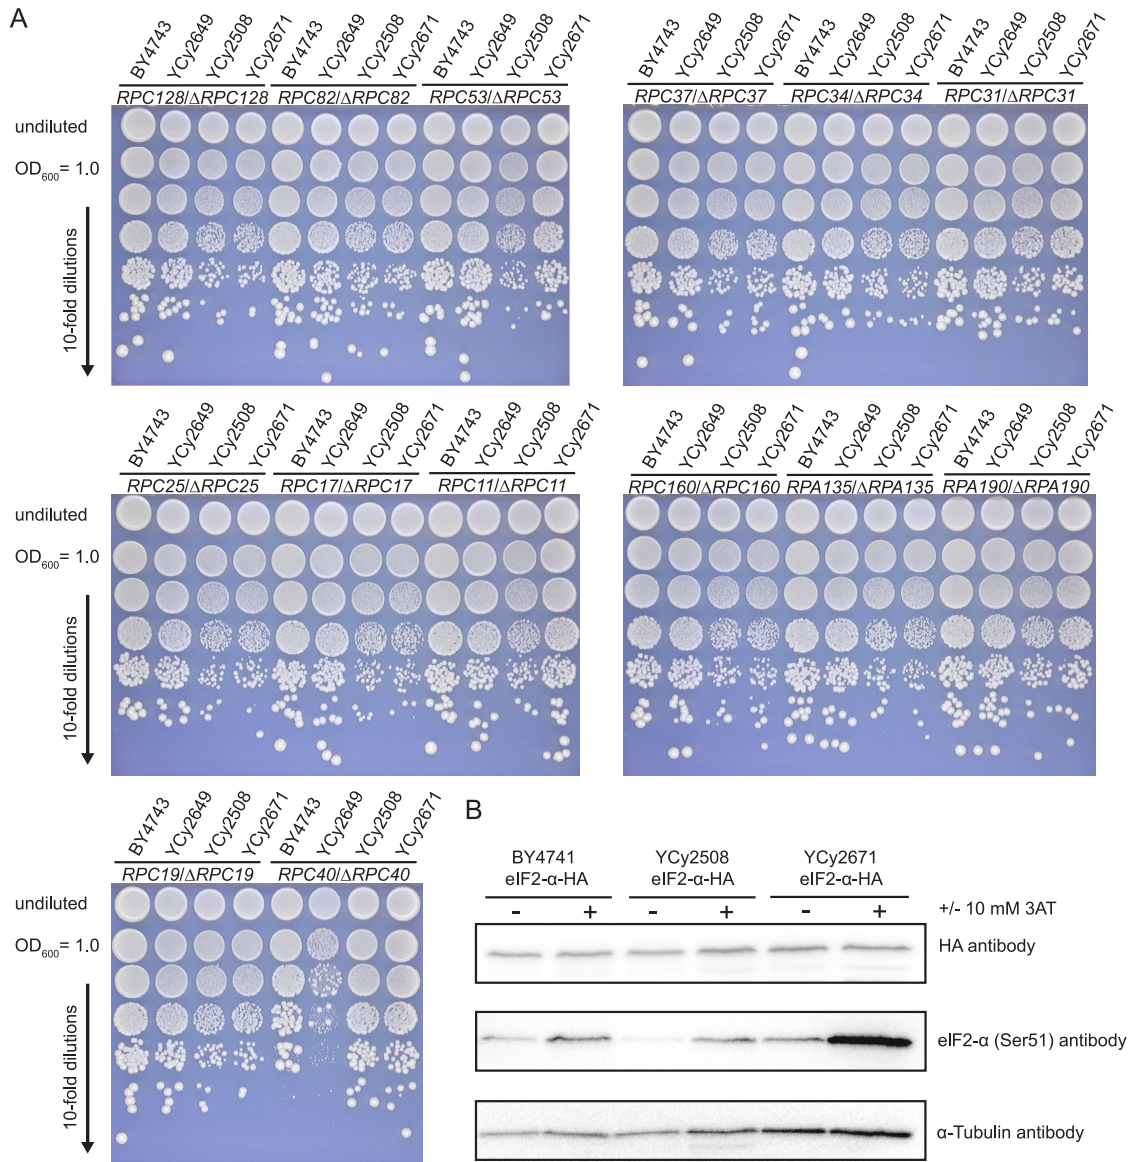 A
BY4743 YCy2649 YCy2508 YCy2671 BY4743 YCy2649 YCy2508 YCy2671 BY4743 YCy2649 YCy2508 YCy2671
RPC128/ΔRPC128 RPC82/ΔRPC82 RPC53/ΔRPC53
undiluted
OD600= 1.0
10-fold dilutions
BY4743 YCy2649 YCy2508 YCy2671 BY4743 YCy2649 YCy2508 YCy2671 BY4743 YCy2649 YCy2508 YCy2671
RPC37/ΔRPC37 RPC34/ΔRPC34 RPC31/ΔRPC31
BY4743 YCy2649 YCy2508 YCy2671 BY4743 YCy2649 YCy2508 YCy2671 BY4743 YCy2649 YCy2508 YCy2671
RPC25/ΔRPC25 RPC17/ΔRPC17 RPC11/ΔRPC11
undiluted
OD600= 1.0
10-fold dilutions
BY4743 YCy2649 YCy2508 YCy2671 BY4743 YCy2649 YCy2508 YCy2671 BY4743 YCy2649 YCy2508 YCy2671
RPC160/ΔRPC160 RPA135/ΔRPA135 RPA190/ΔRPA190
BY4743 YCy2649 YCy2508 YCy2671 BY4743 YCy2649 YCy2508 YCy2671
RPC19/ΔRPC19 RPC40/ΔRPC40
undiluted
OD600= 1.0
10-fold dilutions
B
BY4741 YCy2508 YCy2671
eIF2-α-HA eIF2-α-HA eIF2-α-HA
- + - + - + +/- 10 mM 3AT
HA antibody
eIF2-α (Ser51) antibody
α-Tubulin antibody